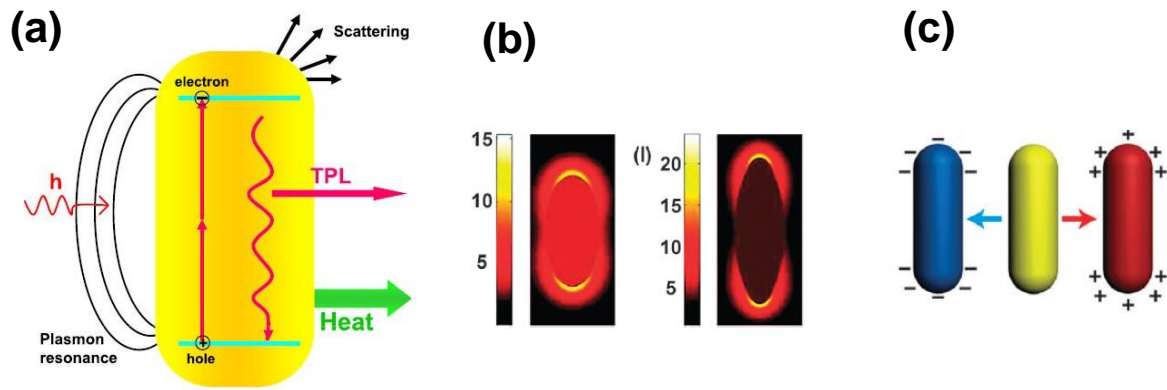 (a)
Scattering
electron
−
h
TPL
Heat
Plasmon
resonance
hole
+
(b)
15
10
5
(l)
20
15
10
5
(c)
− −
− −
− −
− − −
+ + +
+ +
+ +
+ + +